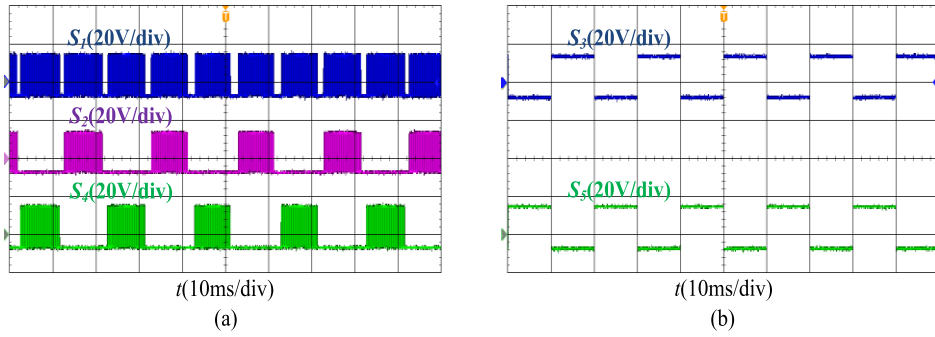 T
T
S1(20V/div)
S3(20V/div)
S2(20V/div)
S4(20V/div)
S5(20V/div)
t(10ms/div)
t(10ms/div)
(a)
(b)